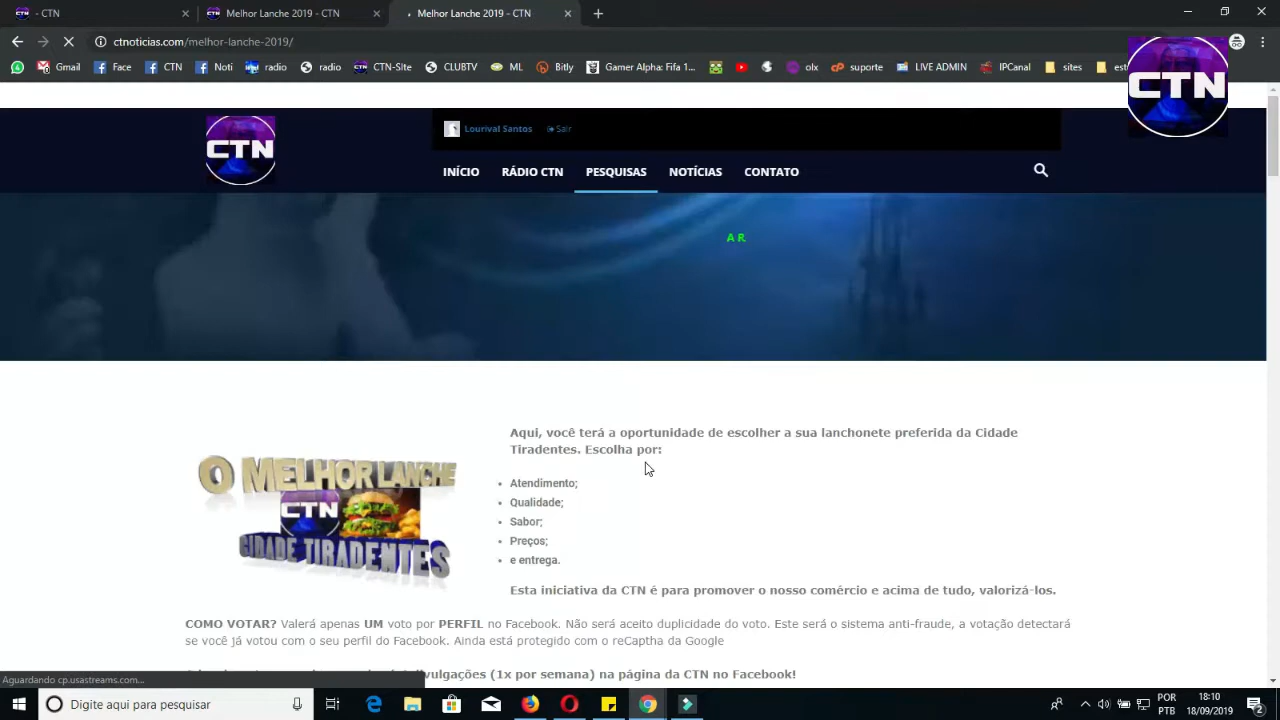 - CTN
Melhor Lanche 2019 - CTN
Melhor Lanche 2019 - CTN
ctnoticias.com/melhor-lanche-2019/
Gmail
Face
CTN
Noti
radio
radio
CTN-Site
CLUBTV
ML
Bitly
Gamer Alpha: Fifa 1...
olx
suporte
LIVE ADMIN
IPCanal
sites
est
CTN
CTN
Lourival Santos
Sair
INÍCIO
RÁDIO CTN
PESQUISAS
NOTÍCIAS
CONTATO
A R
Aqui, você terá a oportunidade de escolher a sua lanchonete preferida da Cidade
Tiradentes. Escolha por:
O MELHOR LANCHE
CTN
CIDADE TIRADENTES
• Atendimento;
• Qualidade;
• Sabor;
• Preços;
• e entrega.
Esta iniciativa da CTN é para promover o nosso comércio e acima de tudo, valorizá-los.
COMO VOTAR? Valerá apenas UM voto por PERFIL no Facebook. Não será aceito duplicidade do voto. Este será o sistema anti-fraude, a votação detectará
se você já votou com o seu perfil do Facebook. Ainda está protegido com o reCaptha da Google
divulgações (1x por semana) na página da CTN no Facebook!
Aguardando cp.usastreams.com...
Digite aqui para pesquisar
POR
PTB
18:10
18/09/2019
2